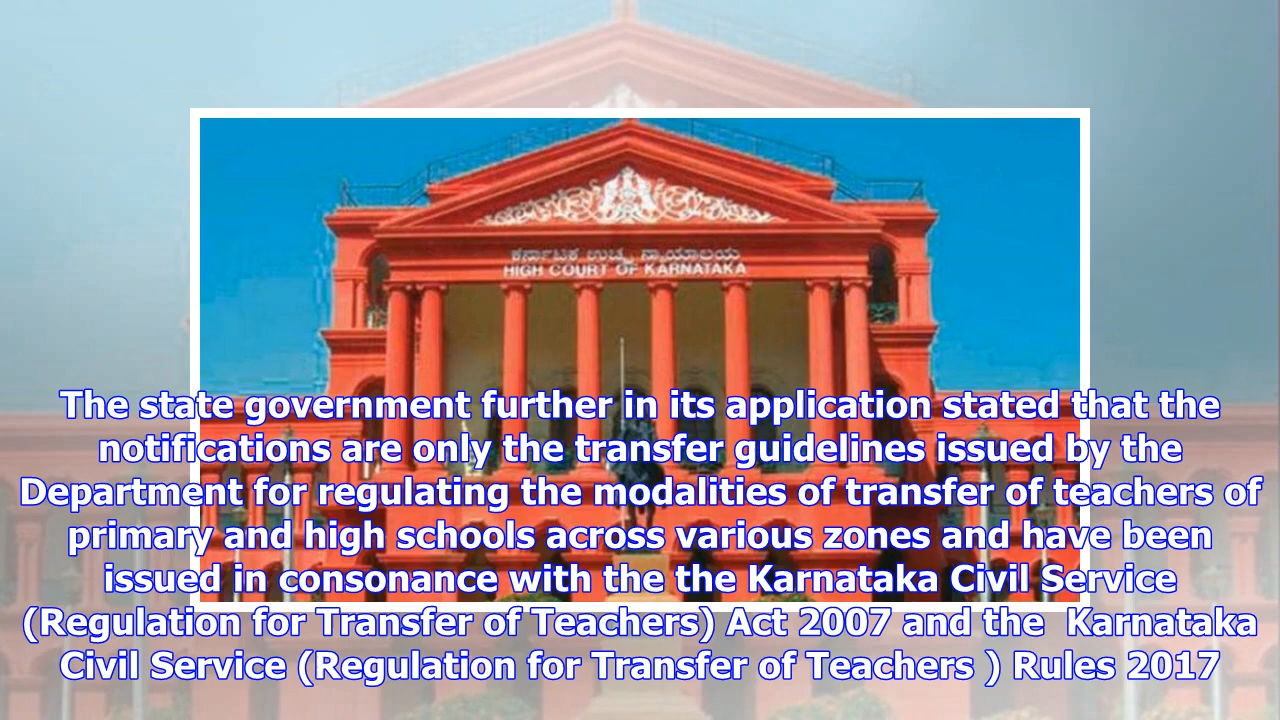 ಕರ್ನಾಟಕ ಉಚ್ಛ ನ್ಯಾಯಾಲಯ
HIGH COURT OF KARNATAKA
The state government further in its application stated that the
notifications are only the transfer guidelines issued by the
Department for regulating the modalities of transfer of teachers of
primary and high schools across various zones and have been
issued in consonance with the the Karnataka Civil Service
(Regulation for Transfer of Teachers) Act 2007 and the  Karnataka
Civil Service (Regulation for Transfer of Teachers ) Rules 2017